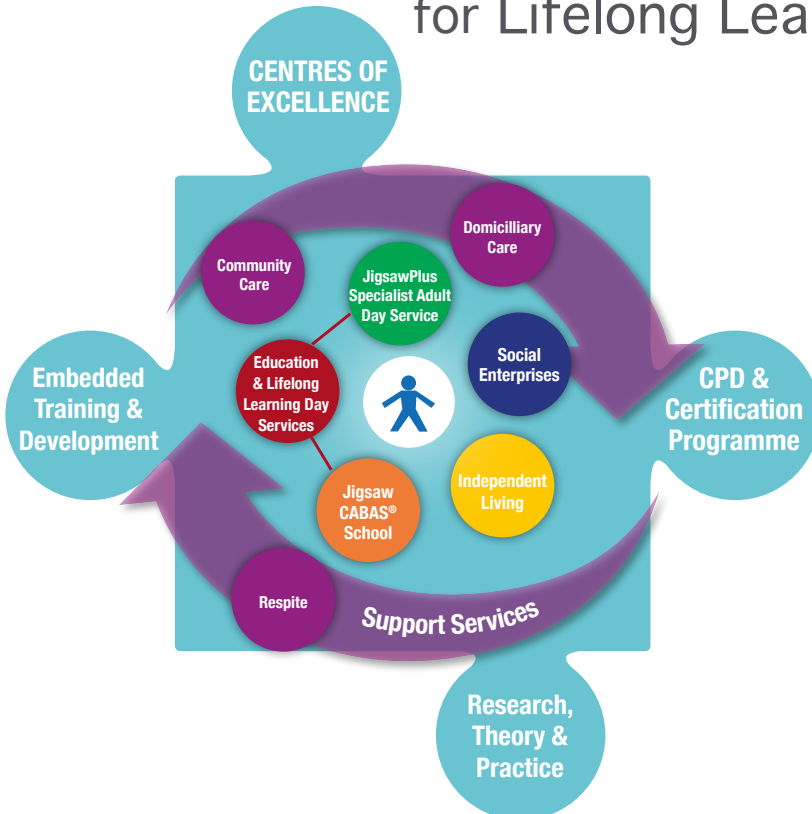 for Lifelong Lea
CENTRES OF
EXCELLENCE
Domicilliary
Care
Community
Care
JigsawPlus
Specialist Adult
Day Service
Social
Enterprises
Education
& Lifelong
Learning Day
Services
Embedded
Training &
Development
CPD &
Certification
Programme
Independent
Living
Jigsaw
CABAS®
School
Respite
Support Services
Research,
Theory &
Practice